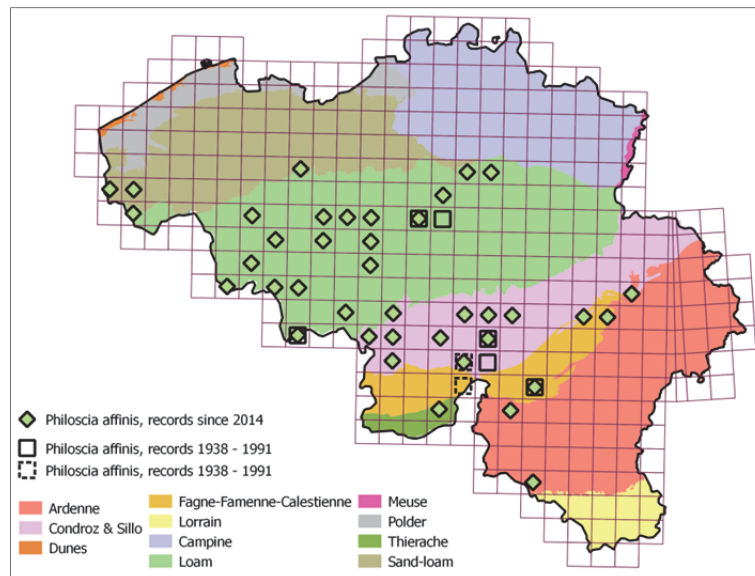 Philoscia affinis, records since 2014
Philoscia affinis, records 1938 - 1991
Philoscia affinis, records 1938 - 1991
Ardenne
Condroz & Sillo
Dunes
Fagne-Famenne-Calestienne
Lorrain
Campine
Loam
Meuse
Polder
Thierache
Sand-loam